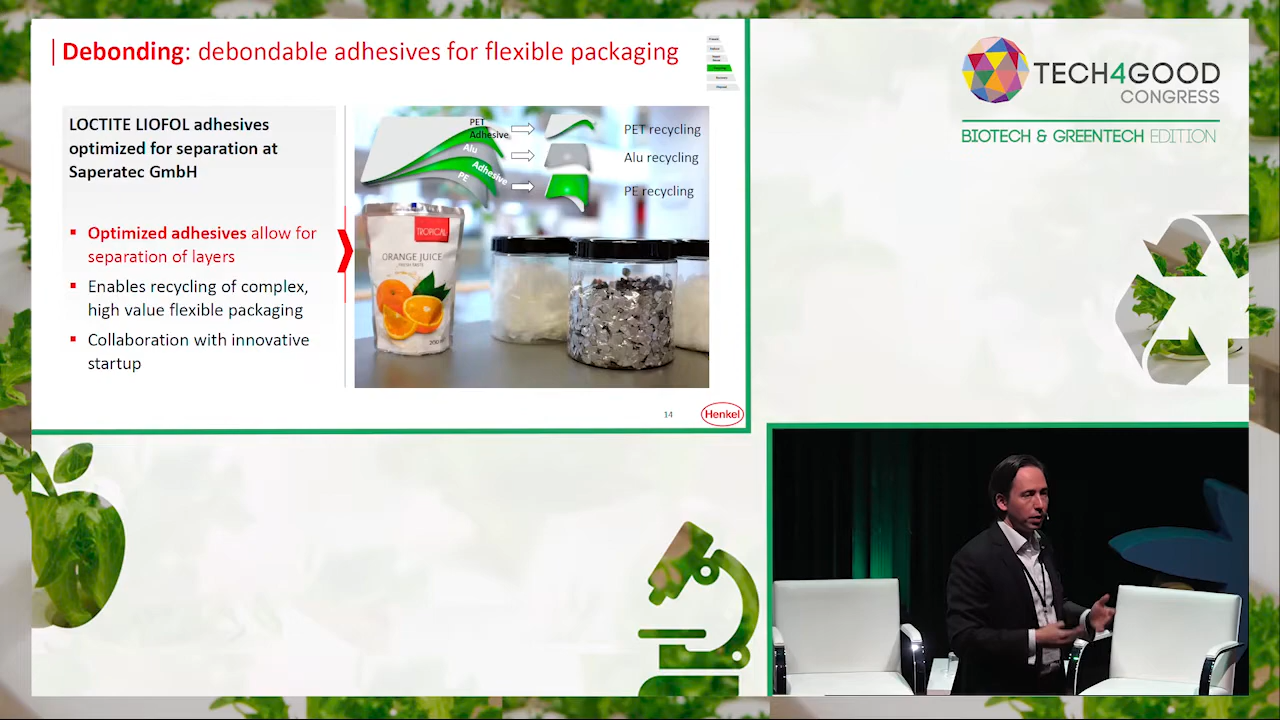 Debonding: debondable adhesives for flexible packaging
LOCTITE LIOFOL adhesives
optimized for separation at
Saperatec GmbH
▪ Optimized adhesives allow for
separation of layers
▪ Enables recycling of complex,
high value flexible packaging
▪ Collaboration with innovative
startup
PET
Adhesive
Alu
Adhesive
PE
PET recycling
Alu recycling
PE recycling
TROPICAL
ORANGE JUICE
14
Henkel
TECH4GOOD
CONGRESS
BIOTECH & GREENTECH EDITION